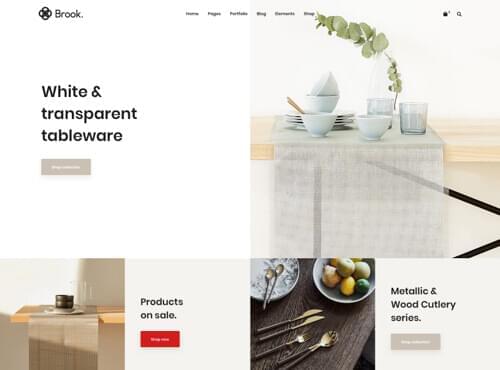 Brook.
Home Pages Portfolio Blog Elements Shop
White &
transparent
tableware
Shop collection
Products
on sale.
Shop now
Metallic &
Wood Cutlery
series.
Shop collection